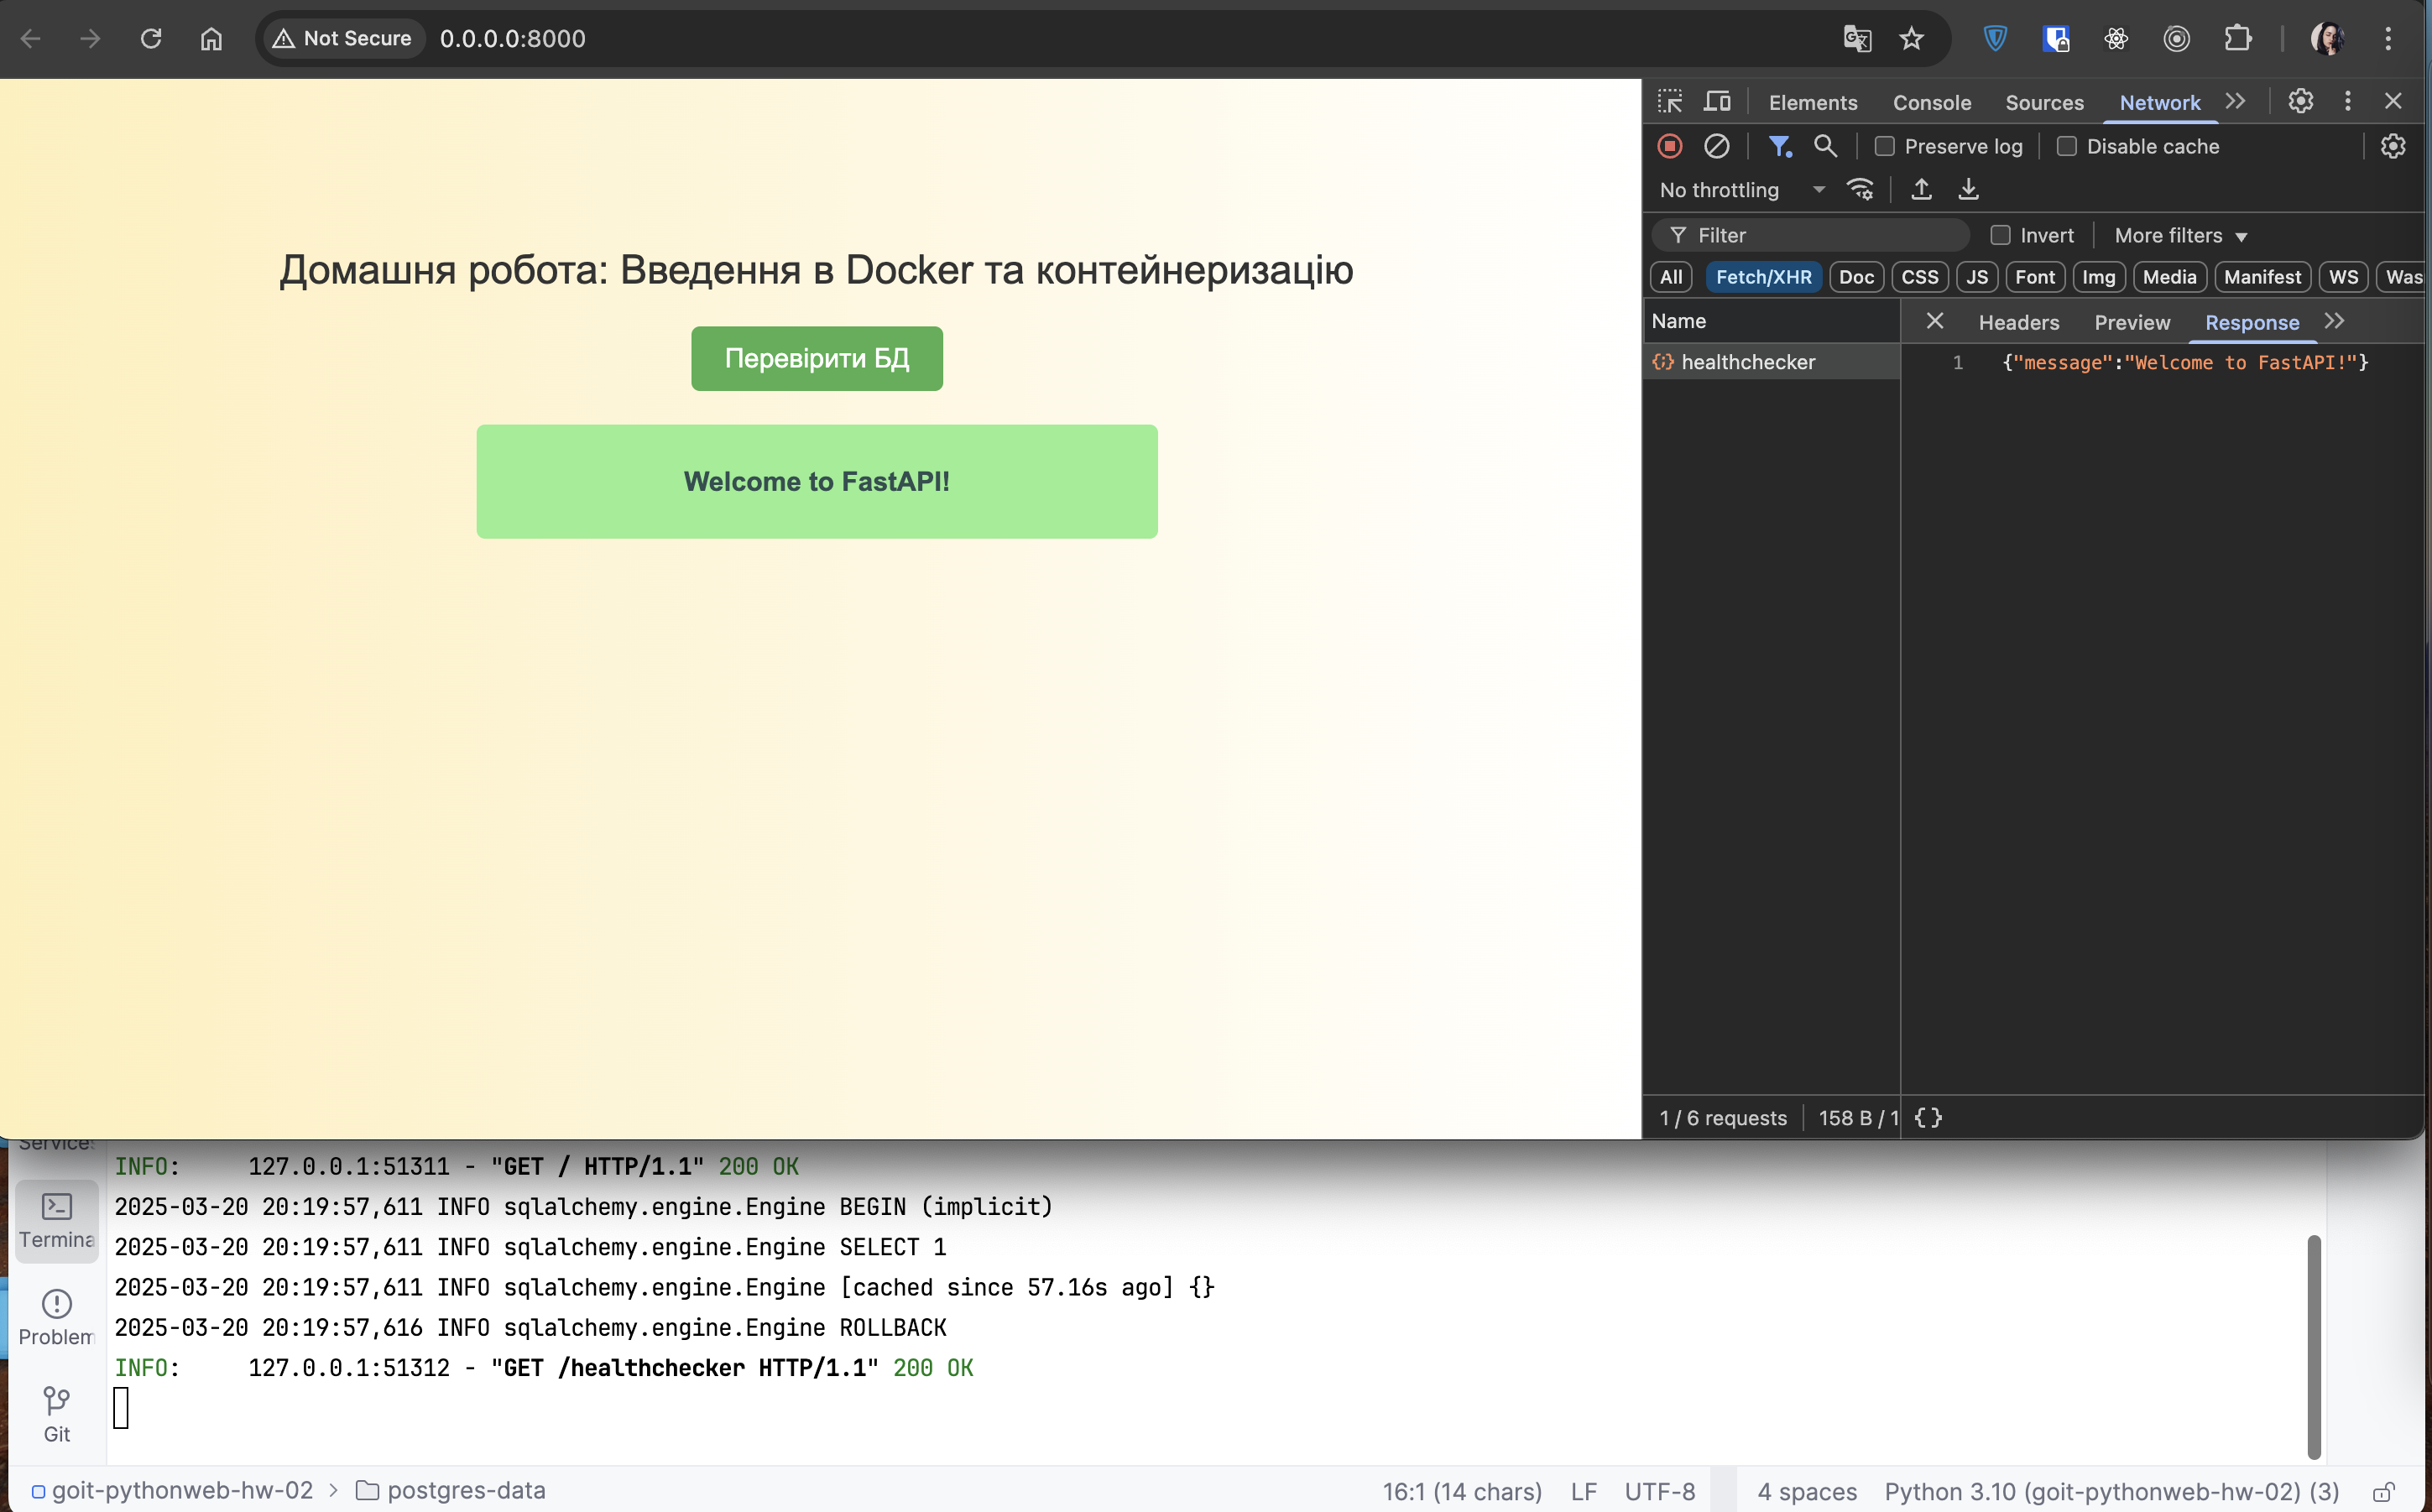 Not Secure 0.0.0.0:8000
Домашня робота: Введення в Docker та контейнеризацію
Перевірити БД
Welcome to FastAPI!
Elements Console Sources Network
Preserve log Disable cache
No throttling
Filter Invert More filters
All Fetch/XHR Doc CSS JS Font Img Media Manifest WS Was
Name Headers Preview Response
healthchecker 1 {"message":"Welcome to FastAPI!"}
1 / 6 requests 158 B / 1 {}
Services
Termina
Problem
Git
INFO: 127.0.0.1:51311 - "GET / HTTP/1.1" 200 OK
2025-03-20 20:19:57,611 INFO sqlalchemy.engine.Engine BEGIN (implicit)
2025-03-20 20:19:57,611 INFO sqlalchemy.engine.Engine SELECT 1
2025-03-20 20:19:57,611 INFO sqlalchemy.engine.Engine [cached since 57.16s ago] {}
2025-03-20 20:19:57,616 INFO sqlalchemy.engine.Engine ROLLBACK
INFO: 127.0.0.1:51312 - "GET /healthchecker HTTP/1.1" 200 OK
goit-pythonweb-hw-02 > postgres-data 16:1 (14 chars) LF UTF-8 4 spaces Python 3.10 (goit-pythonweb-hw-02) (3)